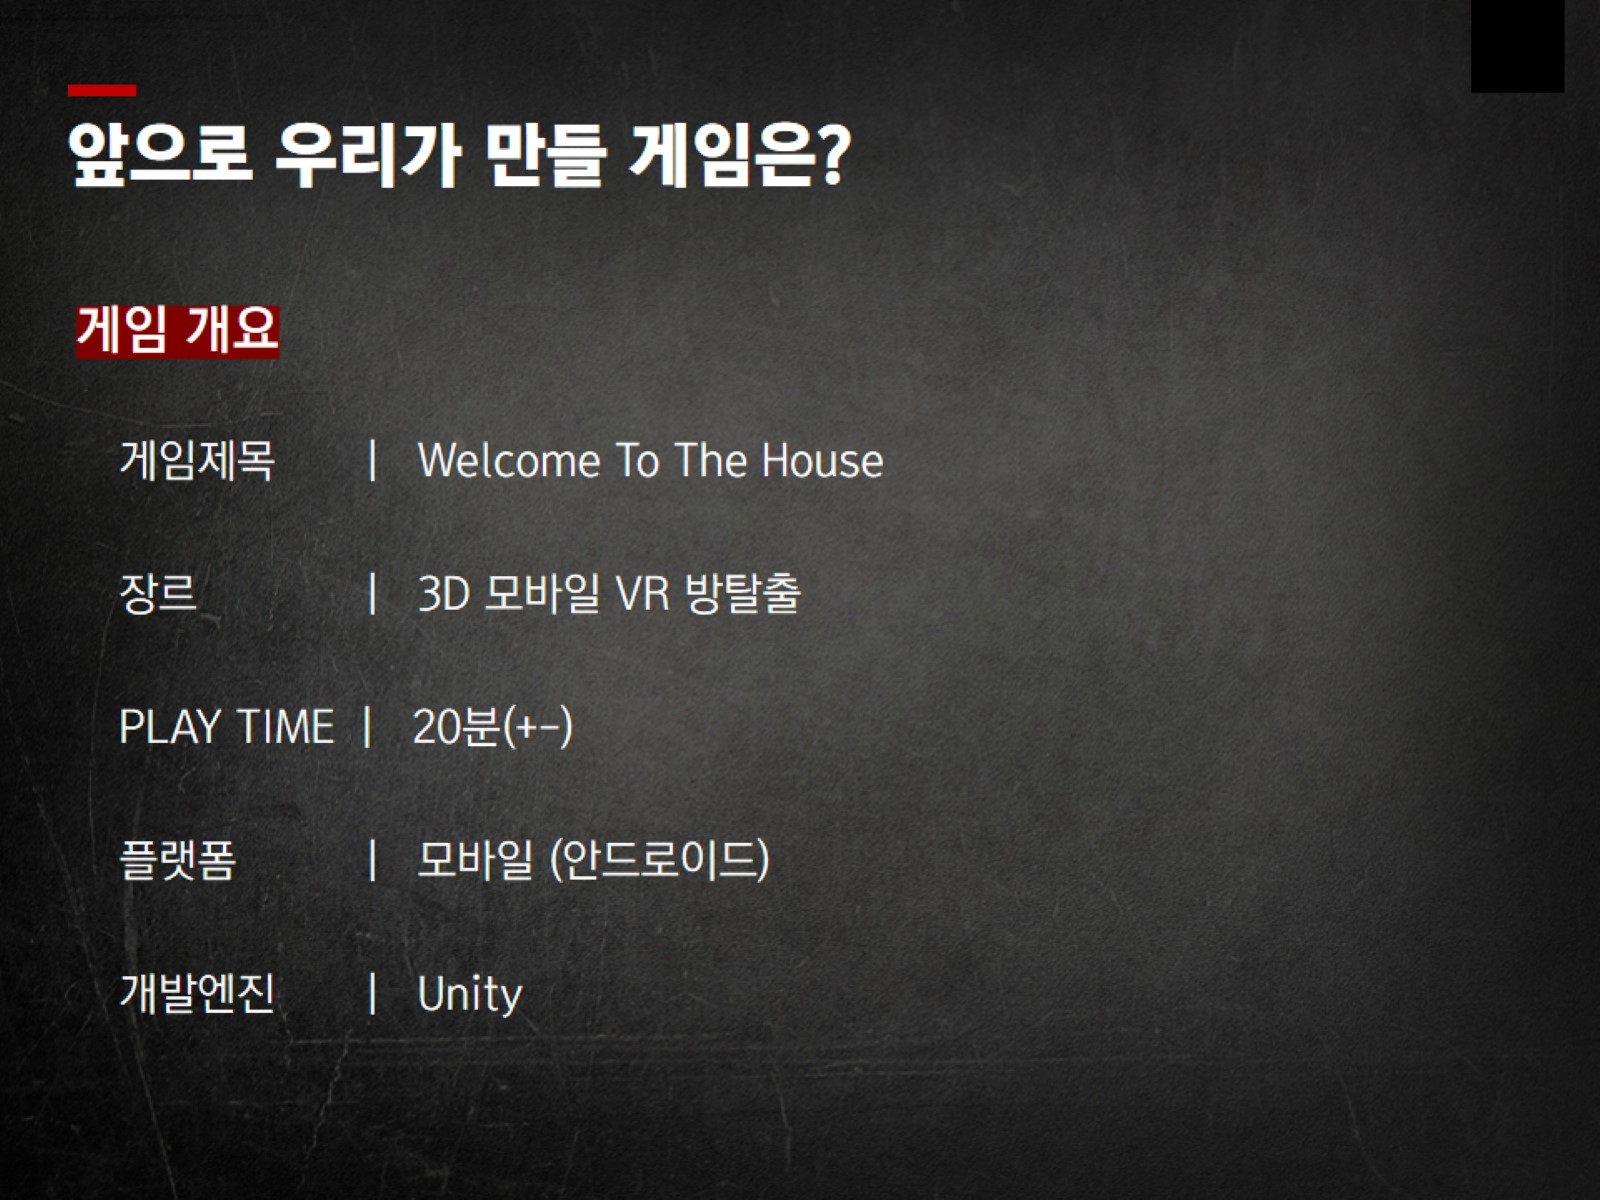 앞으로 우리가 만들 게임은?
게임 개요
게임제목 | Welcome To The House
장르 | 3D 모바일 VR 방탈출
PLAY TIME | 20분(+-)
플랫폼 | 모바일 (안드로이드)
개발엔진 | Unity